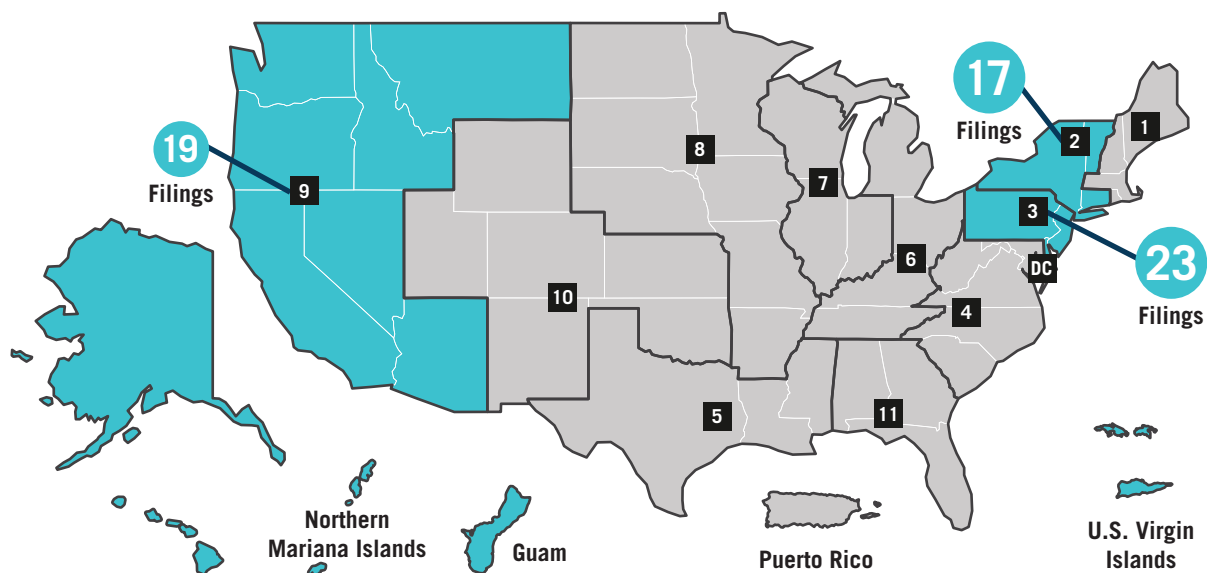 17
Filings
1
2
19
Filings
8
7
9
3
6
DC
23
Filings
10
4
5
11
Northern
Mariana Islands
Guam
Puerto Rico
U.S. Virgin
Islands